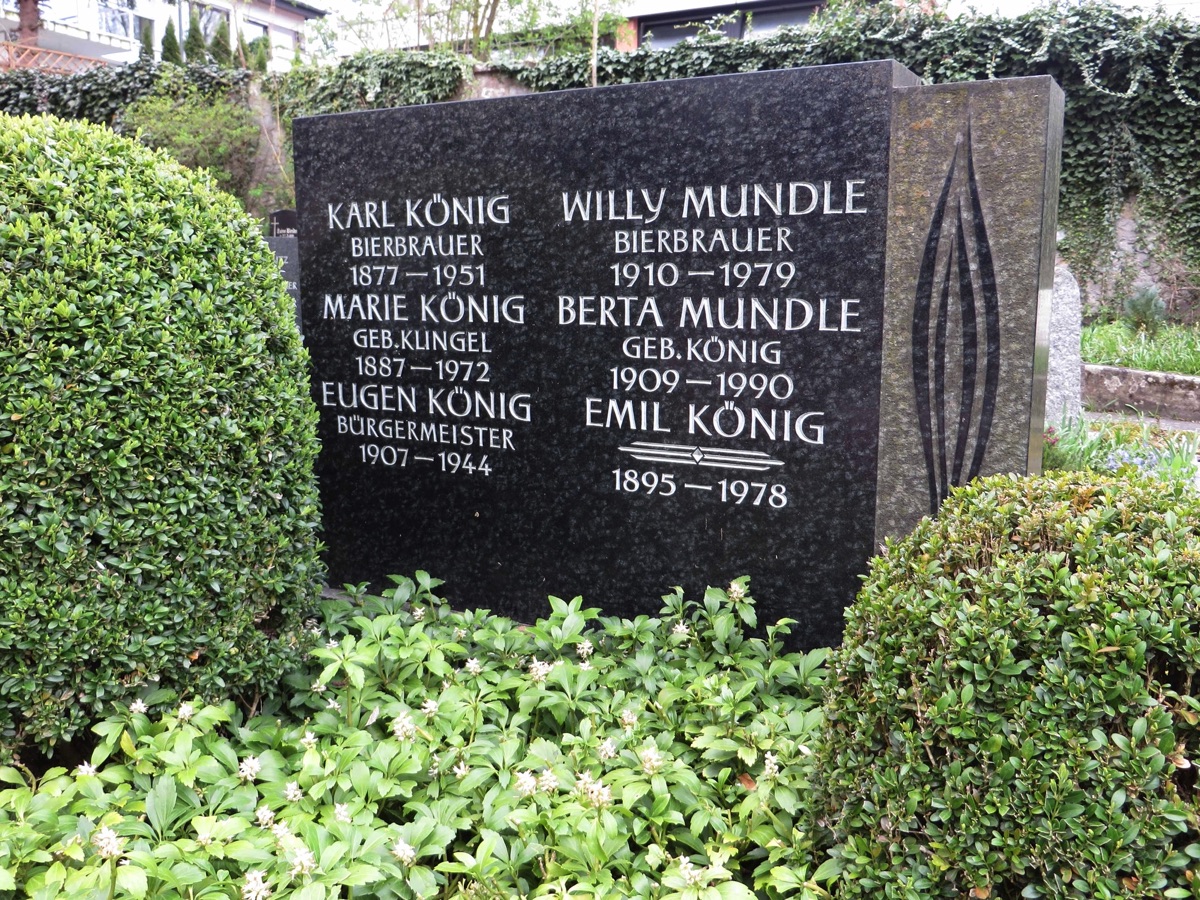 KARL KÖNIG
BIERBRAUER
1877 — 1951
MARIE KÖNIG
GEB. KLINGEL
1887 — 1972
EUGEN KÖNIG
BÜRGERMEISTER
1907 — 1944
WILLY MUNDLE
BIERBRAUER
1910 — 1979
BERTA MUNDLE
GEB. KÖNIG
1909 — 1990
EMIL KÖNIG
1895 — 1978